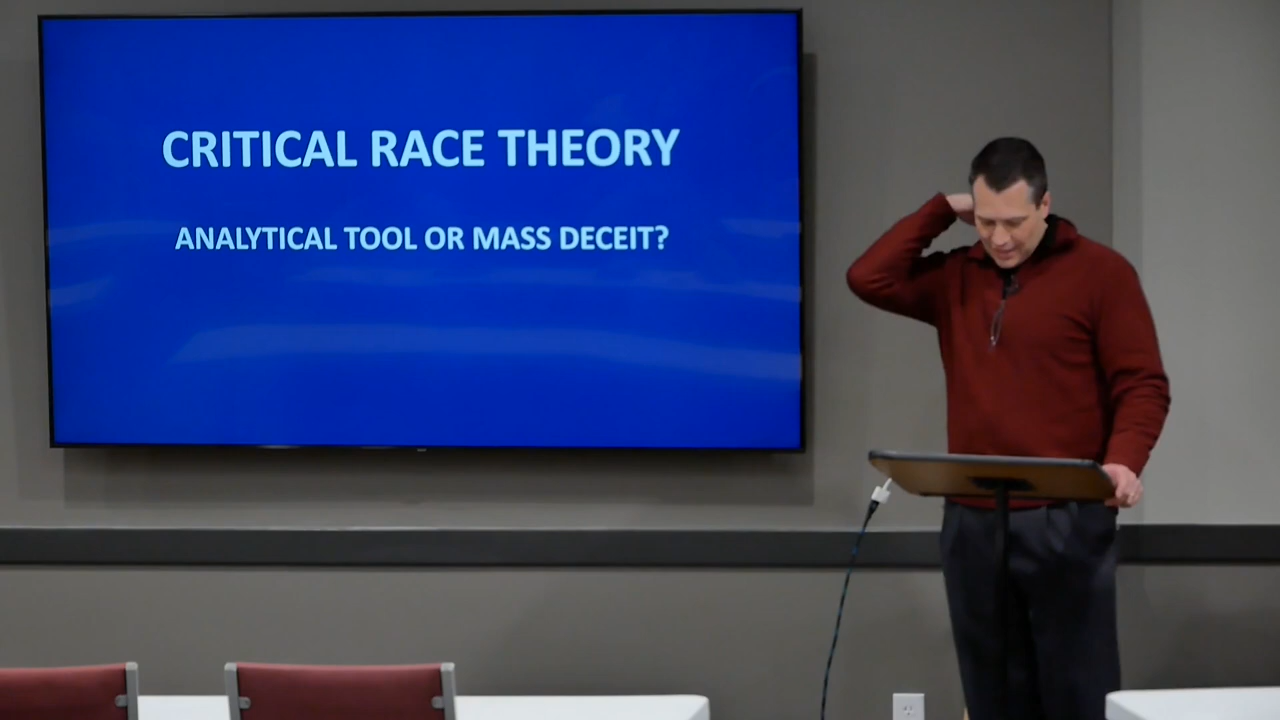 CRITICAL RACE THEORY
ANALYTICAL TOOL OR MASS DECEIT?